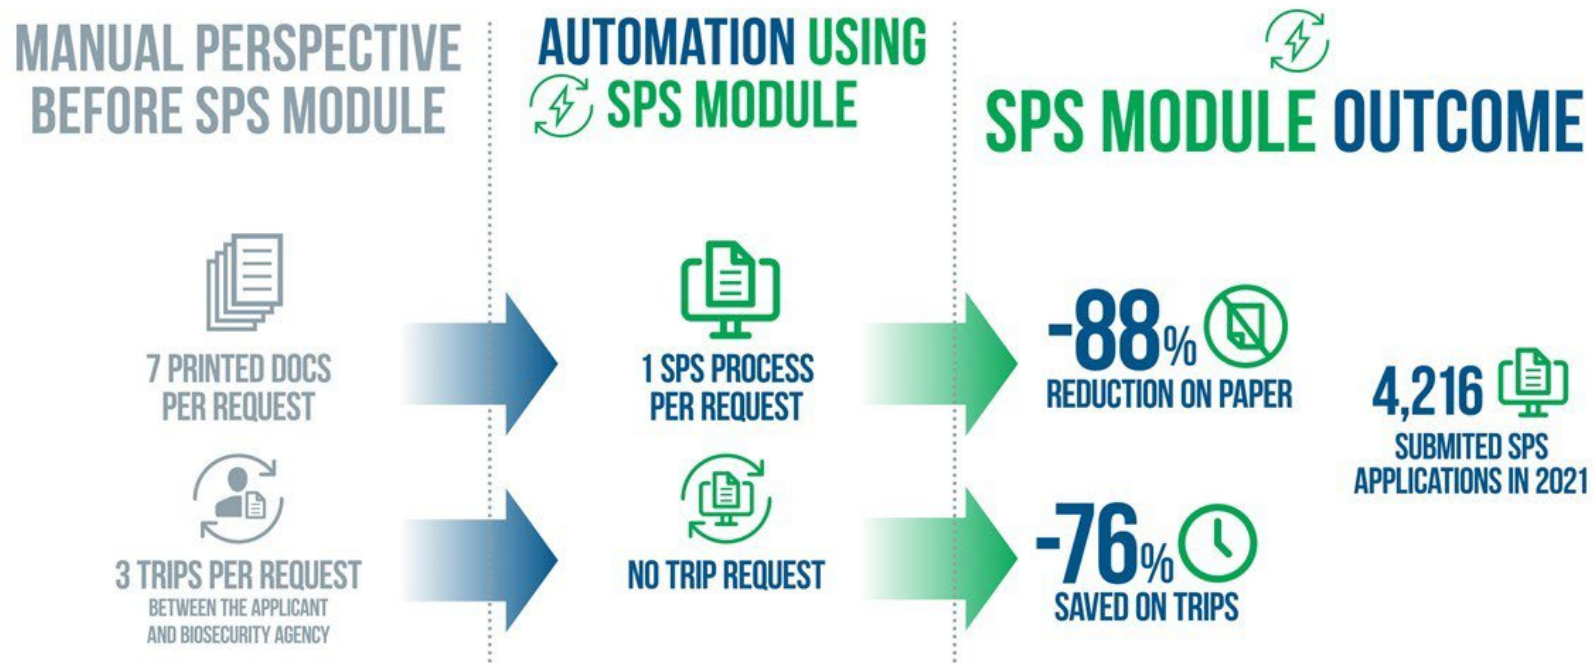 MANUAL PERSPECTIVE
BEFORE SPS MODULE
7 PRINTED DOCS
PER REQUEST
3 TRIPS PER REQUEST
BETWEEN THE APPLICANT
AND BIOSECURITY AGENCY
AUTOMATION USING
SPS MODULE
1 SPS PROCESS
PER REQUEST
NO TRIP REQUEST
SPS MODULE OUTCOME
-88%
REDUCTION ON PAPER
-76%
SAVED ON TRIPS
4,216
SUBMITED SPS
APPLICATIONS IN 2021